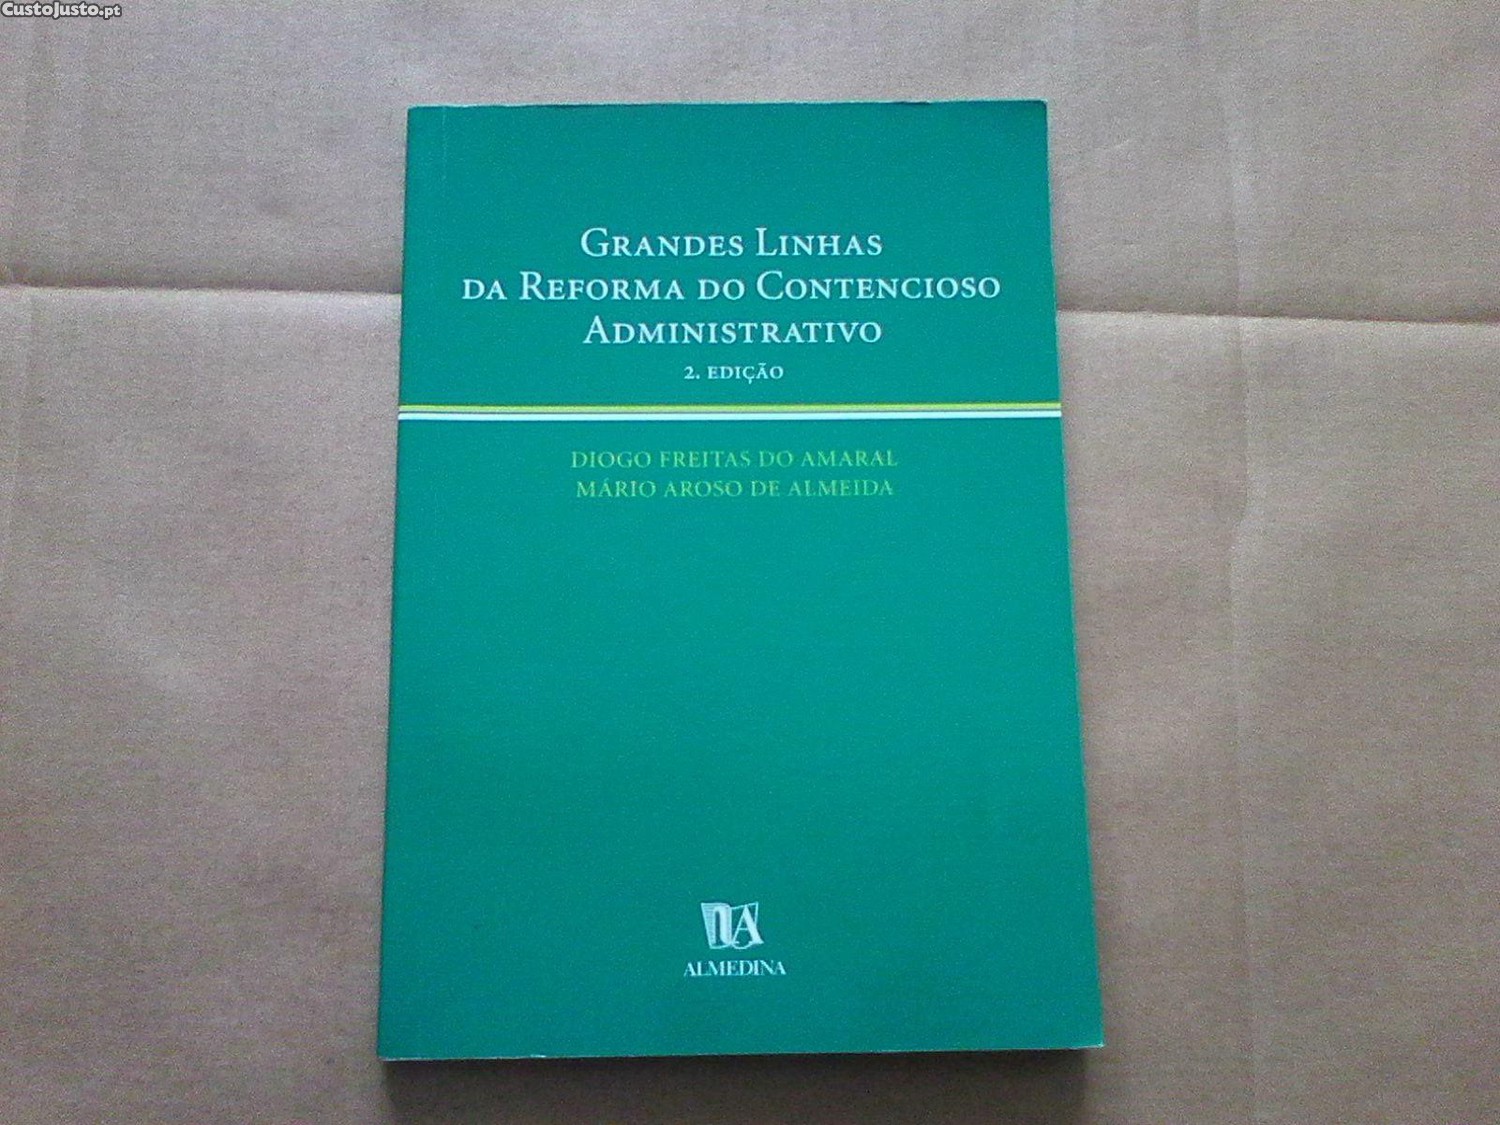 CustoJusto.pt
GRANDES LINHAS
DA REFORMA DO CONTENCIOSO
ADMINISTRATIVO
2. EDIÇÃO
DIOGO FREITAS DO AMARAL
MÁRIO AROSO DE ALMEIDA
ALMEDINA